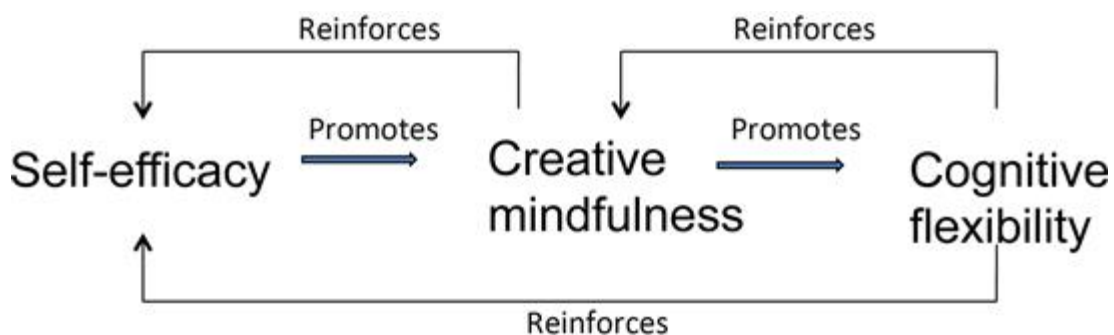 Reinforces
Reinforces
Promotes
Promotes
Self-efficacy
Creative
mindfulness
Cognitive
flexibility
Reinforces